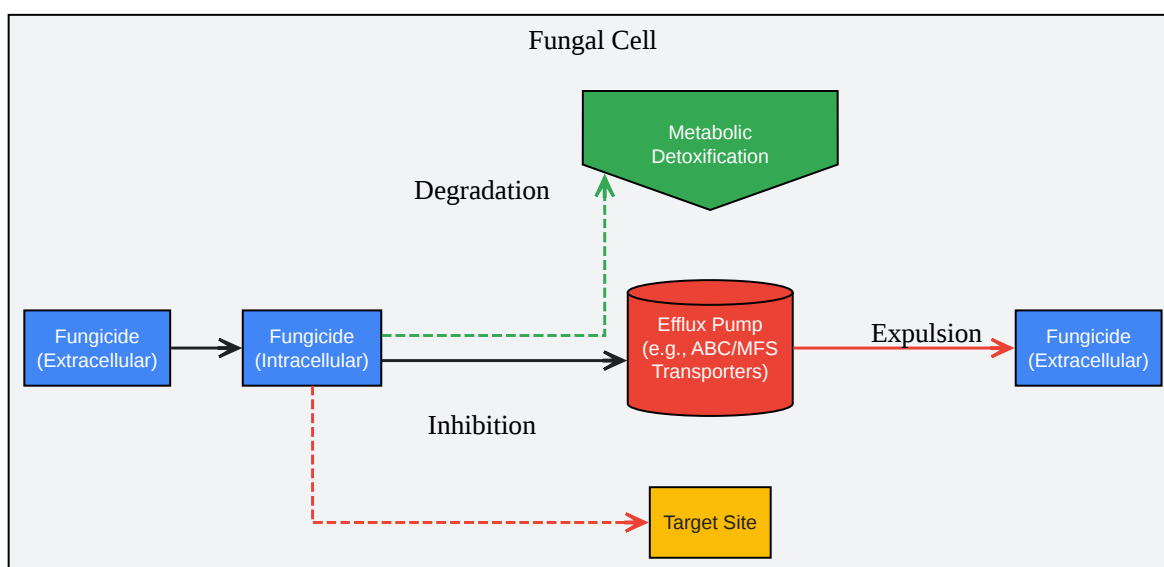 Fungal Cell
Metabolic
Detoxification
Degradation
Fungicide
(Extracellular)
Fungicide
(Intracellular)
Efflux Pump
(e.g., ABC/MFS
Transporters)
Expulsion
Fungicide
(Extracellular)
Inhibition
Target Site